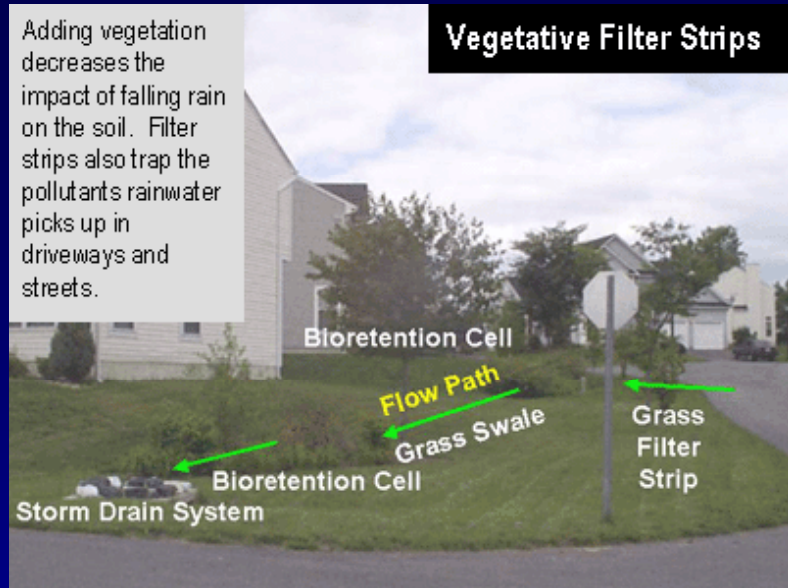 Adding vegetation
decreases the
impact of falling rain
on the soil. Filter
strips also trap the
pollutants rainwater
picks up in
driveways and
streets.
Vegetative Filter Strips
Bioretention Cell
Flow Path
Grass Swale
Grass
Filter
Strip
Bioretention Cell
Storm Drain System